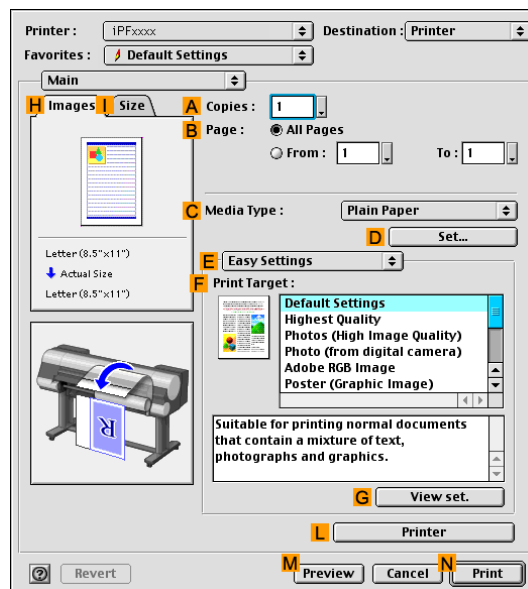 Printer : iPFxxxx Destination : Printer
Favorites : Default Settings
Main
H Images I Size
A Copies : 1
B Page : All Pages
From : 1 To : 1
C Media Type : Plain Paper
D Set...
Letter (8.5"x11")
Actual Size
Letter (8.5"x11")
E Easy Settings
F Print Target :
Default Settings
Highest Quality
Photos (High Image Quality)
Photo (from digital camera)
Adobe RGB Image
Poster (Graphic Image)
Suitable for printing normal documents
that contain a mixture of text,
photographs and graphics.
R
G View set.
L Printer
? Revert M Preview Cancel N Print